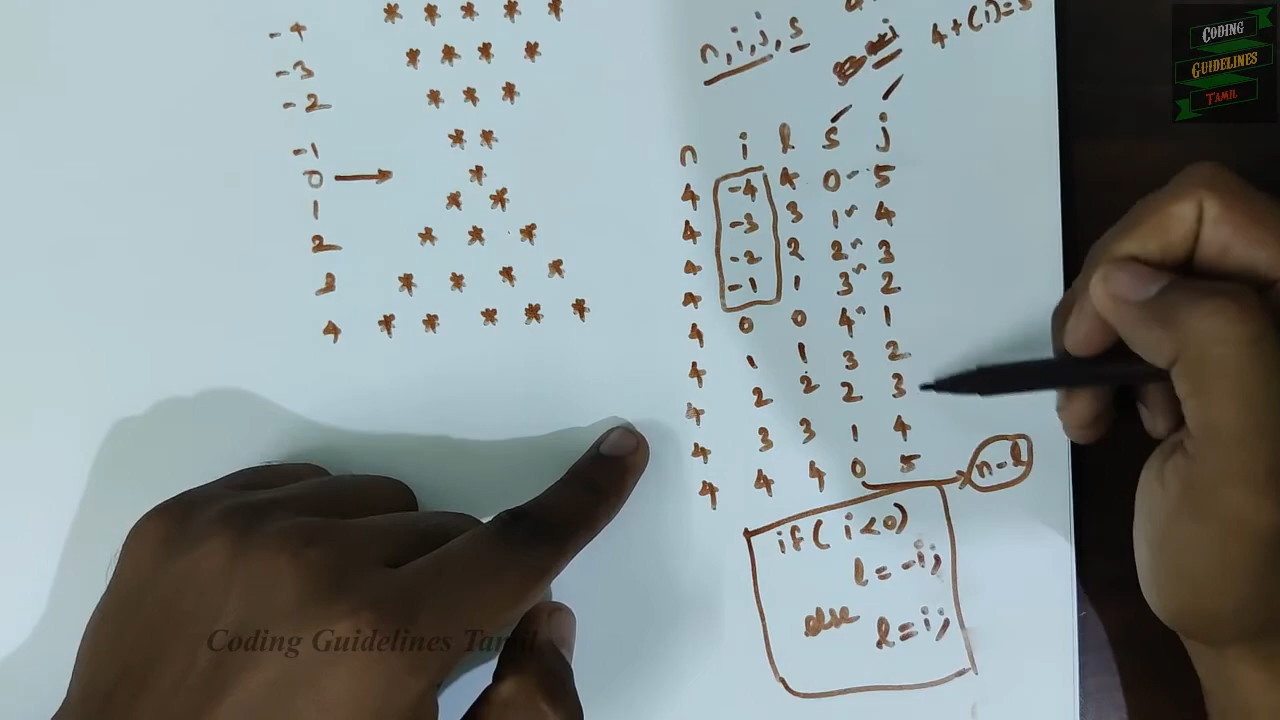 -4 * * * * *
-3 * * * *
-2 * * *
-1 * *
0 → *
1 * *
2 * * *
3 * * * *
4 * * * * *
n, i, j, s
4+(1)=5
n i l s j
4 -4 4 0 5
4 -3 3 1 4
4 -2 2 2 3
4 -1 1 3 2
4 0 0 4 1
4 1 1 3 2
4 2 2 2 3
4 3 3 1 4
4 4 4 0 5
n-l
if( i<0)
l=-i;
else
l=i;
CODING
GUIDELINES
TAMIL
Coding Guidelines Tamil